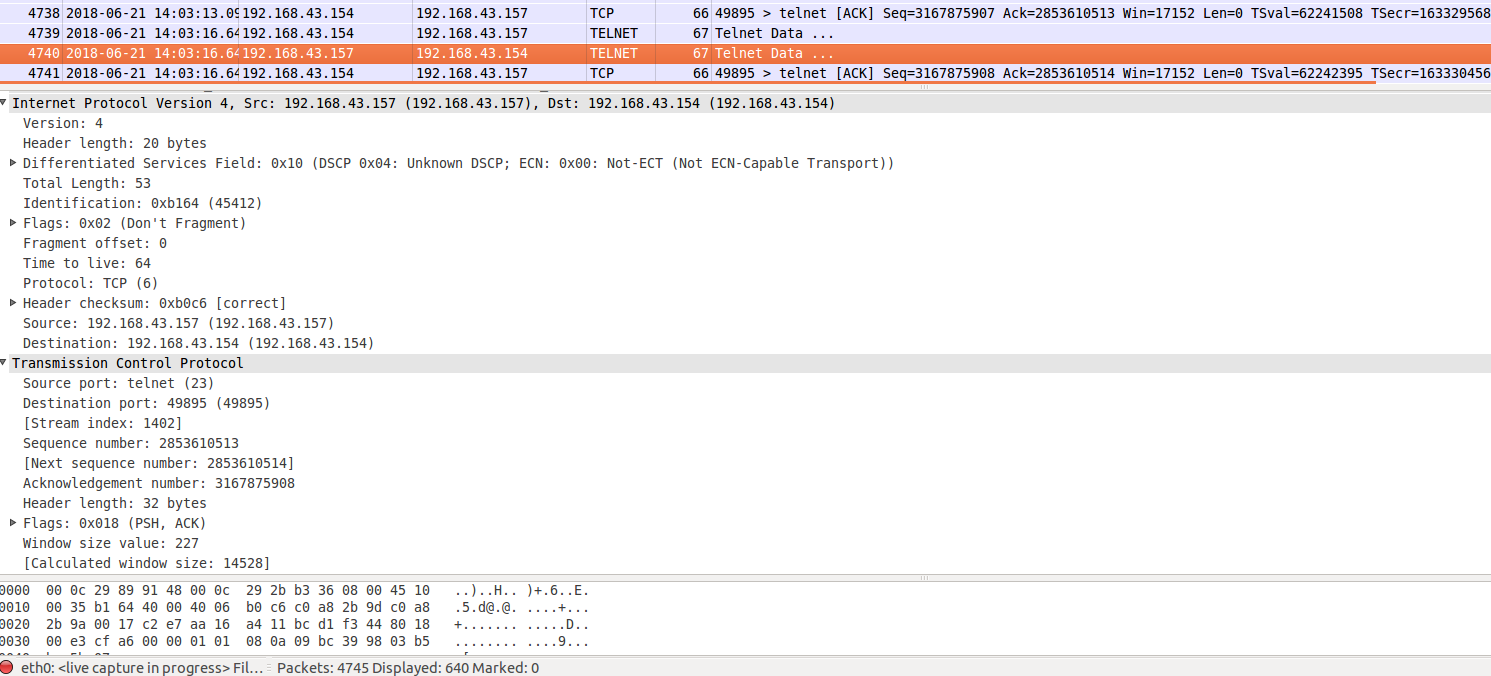 4738 2018-06-21 14:03:13.09 192.168.43.154 192.168.43.157 TCP 66 49895 > telnet [ACK] Seq=3167875907 Ack=2853610513 Win=17152 Len=0 TSval=62241508 TSecr=163329568
4739 2018-06-21 14:03:16.64 192.168.43.154 192.168.43.157 TELNET 67 Telnet Data ...
4740 2018-06-21 14:03:16.64 192.168.43.157 192.168.43.154 TELNET 67 Telnet Data ...
4741 2018-06-21 14:03:16.64 192.168.43.154 192.168.43.157 TCP 66 49895 > telnet [ACK] Seq=3167875908 Ack=2853610514 Win=17152 Len=0 TSval=62242395 TSecr=163330456
Internet Protocol Version 4, Src: 192.168.43.157 (192.168.43.157), Dst: 192.168.43.154 (192.168.43.154)
Version: 4
Header length: 20 bytes
Differentiated Services Field: 0x10 (DSCP 0x04: Unknown DSCP; ECN: 0x00: Not-ECT (Not ECN-Capable Transport))
Total Length: 53
Identification: 0xb164 (45412)
Flags: 0x02 (Don't Fragment)
Fragment offset: 0
Time to live: 64
Protocol: TCP (6)
Header checksum: 0xb0c6 [correct]
Source: 192.168.43.157 (192.168.43.157)
Destination: 192.168.43.154 (192.168.43.154)
Transmission Control Protocol
Source port: telnet (23)
Destination port: 49895 (49895)
[Stream index: 1402]
Sequence number: 2853610513
[Next sequence number: 2853610514]
Acknowledgement number: 3167875908
Header length: 32 bytes
Flags: 0x018 (PSH, ACK)
Window size value: 227
[Calculated window size: 14528]
0000 00 0c 29 89 91 48 00 0c 29 2b b3 36 08 00 45 10 ..)..H.. )+.6..E.
0010 00 35 b1 64 40 00 40 06 b0 c6 c0 a8 2b 9d c0 a8 .5.d@.@. ....+...
0020 2b 9a 00 17 c2 e7 aa 16 a4 11 bc d1 f3 44 80 18 +....... .....D..
0030 00 e3 cf a6 00 00 01 01 08 0a 09 bc 39 98 03 b5 ........ ....9...
eth0: <live capture in progress> Fil... Packets: 4745 Displayed: 640 Marked: 0